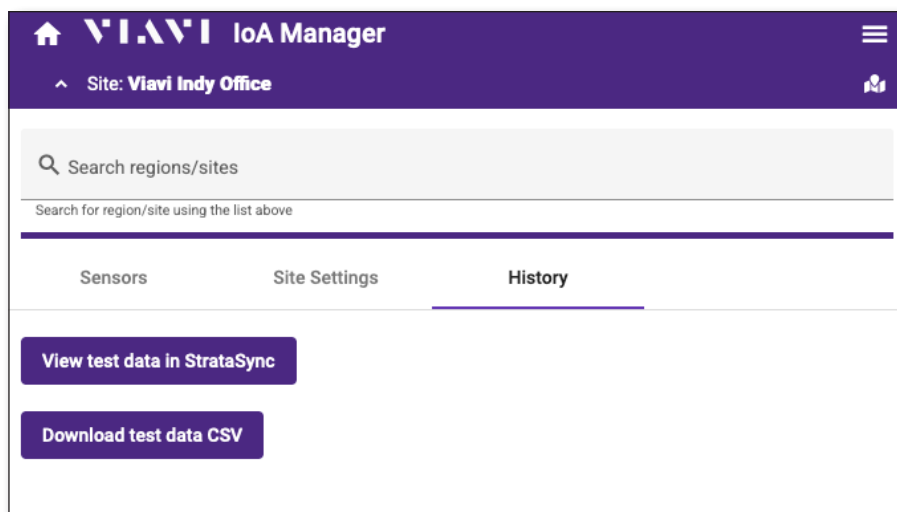 VIAVI IoA Manager
Site: Viavi Indy Office
Search regions/sites
Search for region/site using the list above
Sensors Site Settings History
View test data in StrataSync
Download test data CSV